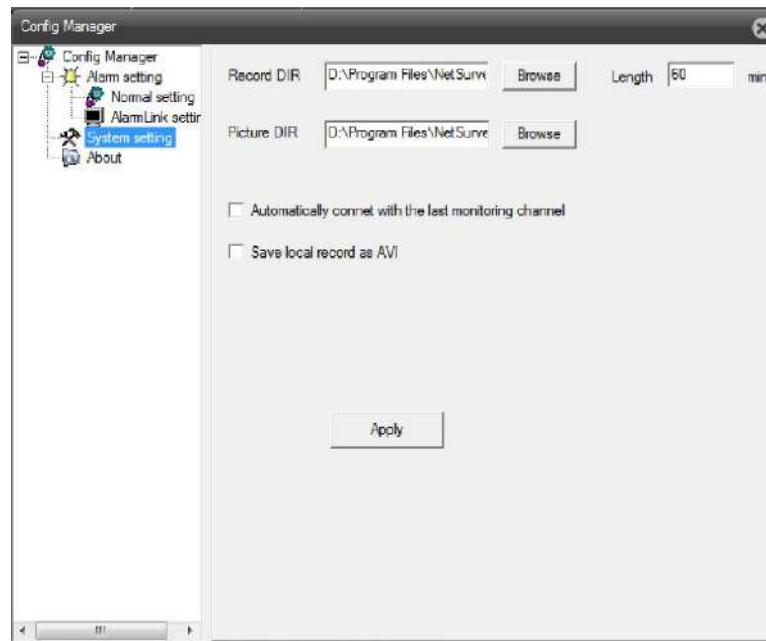 Config Manager
Config Manager
Alarm setting
Normal setting
AlarmLink settir
System setting
About
Record DIR D:\Program Files\NetSurve Browse Length 60 min
Picture DIR D:\Program Files\NetSurve Browse
Automatically connet with the last monitoring channel
Save local record as AVI
Apply